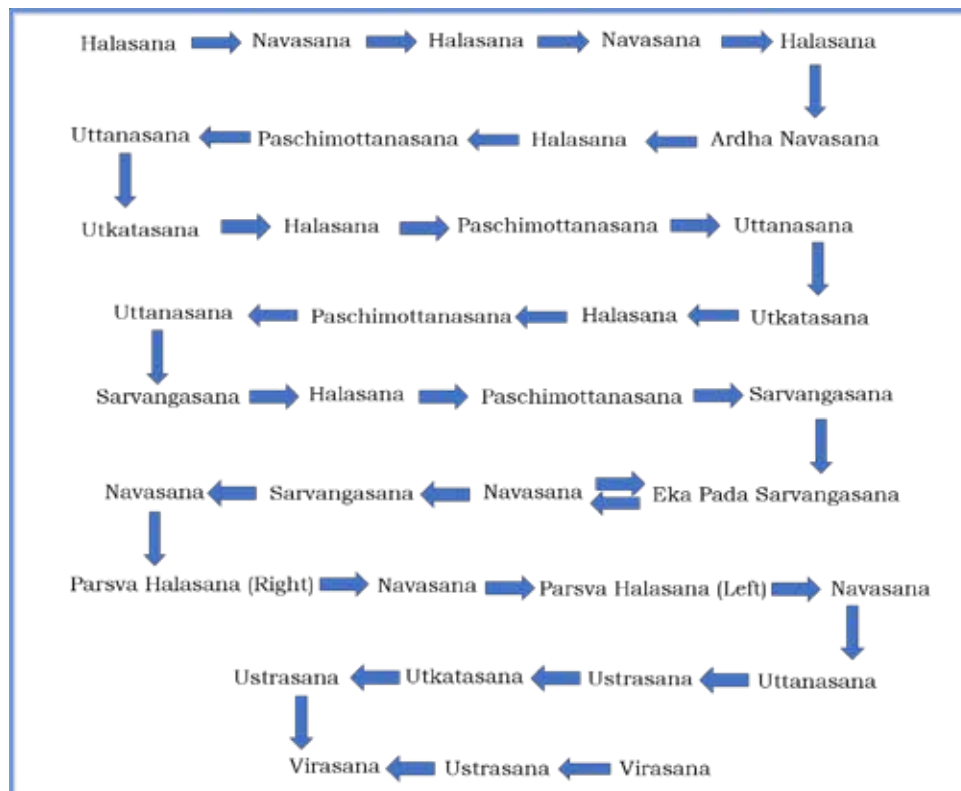 Halasana Navasana Halasana Navasana Halasana
Uttanasana Paschimottanasana Halasana Ardha Navasana
Utkatasana Halasana Paschimottanasana Uttanasana
Uttanasana Paschimottanasana Halasana Utkatasana
Sarvangasana Halasana Paschimottanasana Sarvangasana
Navasana Sarvangasana Navasana Eka Pada Sarvangasana
Parsva Halasana (Right) Navasana Parsva Halasana (Left) Navasana
Ustrasana Utkatasana Ustrasana Uttanasana
Virasana Ustrasana Virasana